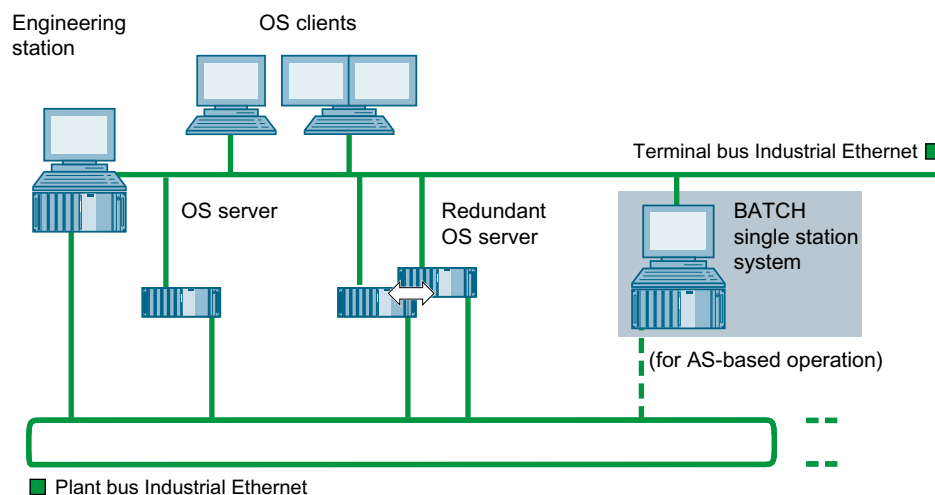 Engineering
station
OS clients
Terminal bus Industrial Ethernet
OS server
Redundant
OS server
BATCH
single station
system
(for AS-based operation)
Plant bus Industrial Ethernet